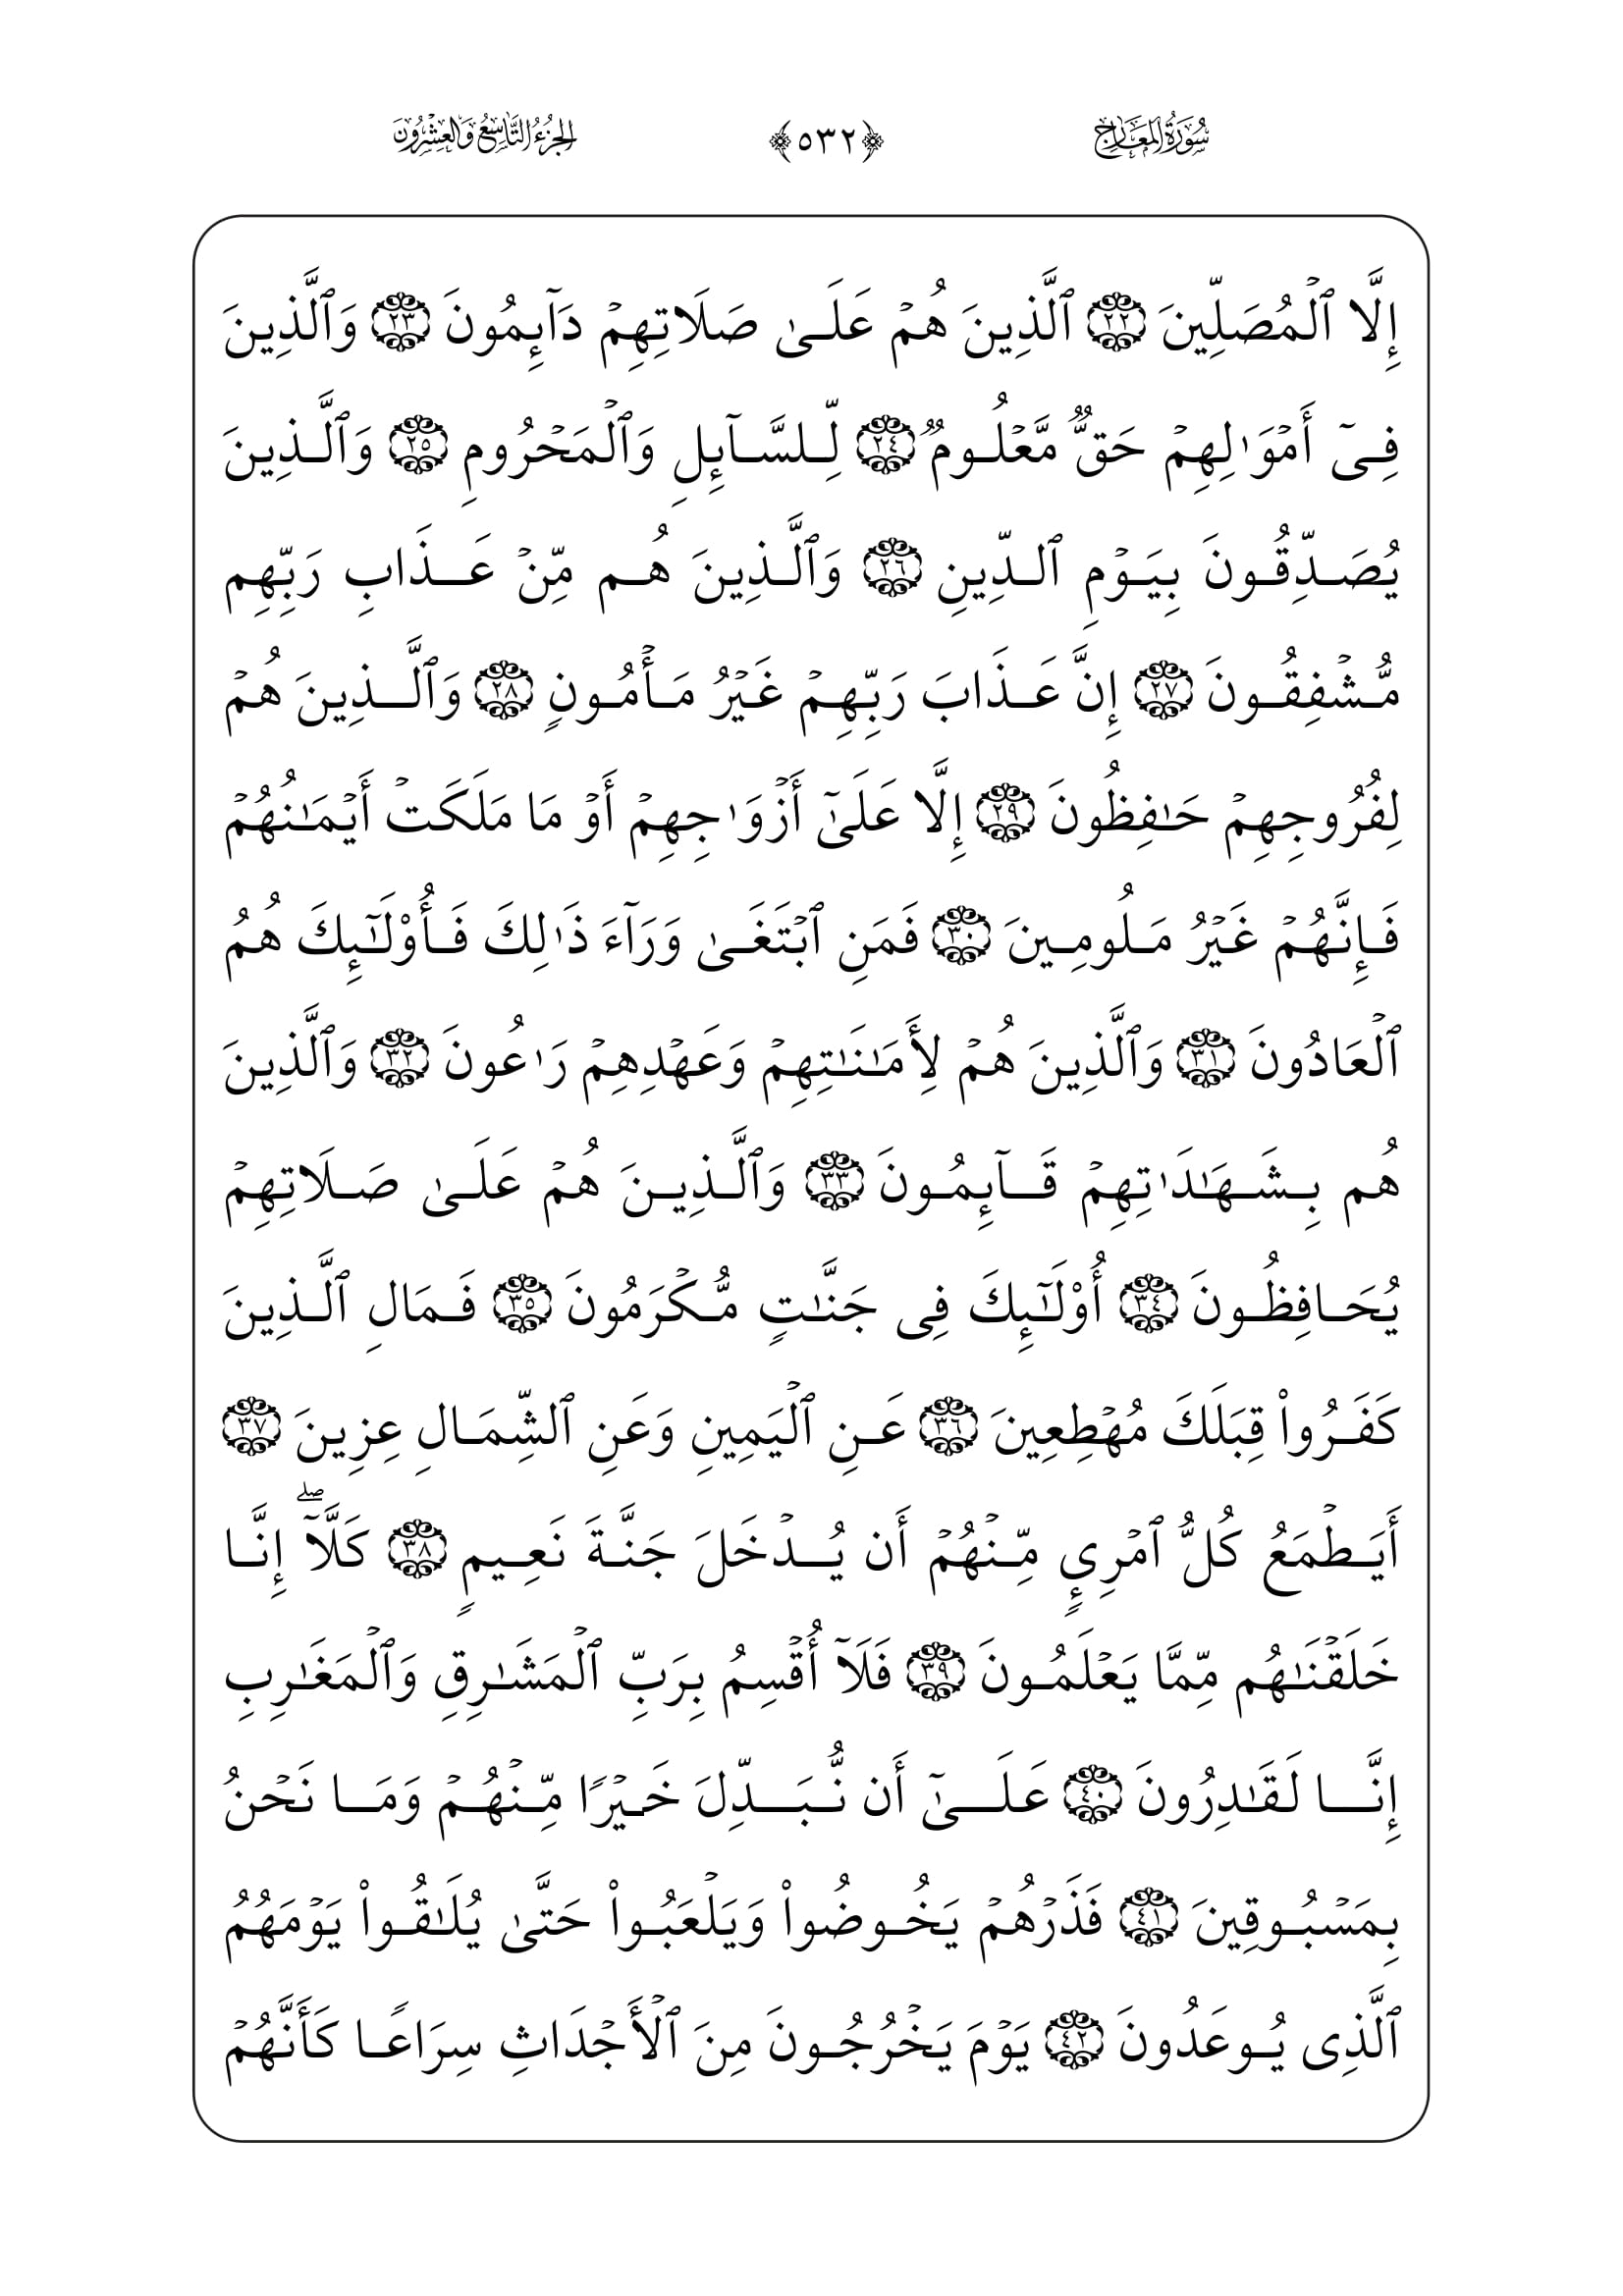 سُورَةُ المَعَارِجِ ﴿٥٣٢﴾ الجُزْءُ التَّاسِعُ وَالعِشْرُونَ
إِلَّا ٱلۡمُصَلِّينَ ٢٢ ٱلَّذِينَ هُمۡ عَلَىٰ صَلَاتِهِمۡ دَآئِمُونَ ٢٣ وَٱلَّذِينَ
فِىٓ أَمۡوَٰلِهِمۡ حَقٌّ مَّعۡلُومٌ ٢٤ لِّلسَّآئِلِ وَٱلۡمَحۡرُومِ ٢٥ وَٱلَّذِينَ
يُصَدِّقُونَ بِيَوۡمِ ٱلدِّينِ ٢٦ وَٱلَّذِينَ هُم مِّنۡ عَذَابِ رَبِّهِم
مُّشۡفِقُونَ ٢٧ إِنَّ عَذَابَ رَبِّهِمۡ غَيۡرُ مَأۡمُونٍ ٢٨ وَٱلَّذِينَ هُمۡ
لِفُرُوجِهِمۡ حَٰفِظُونَ ٢٩ إِلَّا عَلَىٰٓ أَزۡوَٰجِهِمۡ أَوۡ مَا مَلَكَتۡ أَيۡمَٰنُهُمۡ
فَإِنَّهُمۡ غَيۡرُ مَلُومِينَ ٣٠ فَمَنِ ٱبۡتَغَىٰ وَرَآءَ ذَٰلِكَ فَأُوْلَٰٓئِكَ هُمُ
ٱلۡعَادُونَ ٣١ وَٱلَّذِينَ هُمۡ لِأَمَٰنَٰتِهِمۡ وَعَهۡدِهِمۡ رَٰعُونَ ٣٢ وَٱلَّذِينَ
هُم بِشَهَٰدَٰتِهِمۡ قَآئِمُونَ ٣٣ وَٱلَّذِينَ هُمۡ عَلَىٰ صَلَاتِهِمۡ
يُحَافِظُونَ ٣٤ أُوْلَٰٓئِكَ فِى جَنَّٰتٍ مُّكۡرَمُونَ ٣٥ فَمَالِ ٱلَّذِينَ
كَفَرُواْ قِبَلَكَ مُهۡطِعِينَ ٣٦ عَنِ ٱلۡيَمِينِ وَعَنِ ٱلشِّمَالِ عِزِينَ ٣٧
أَيَطۡمَعُ كُلُّ ٱمۡرِيٕٖ مِّنۡهُمۡ أَن يُدۡخَلَ جَنَّةَ نَعِيمٍ ٣٨ كَلَّآۖ إِنَّا
خَلَقۡنَٰهُم مِّمَّا يَعۡلَمُونَ ٣٩ فَلَآ أُقۡسِمُ بِرَبِّ ٱلۡمَشَٰرِقِ وَٱلۡمَغَٰرِبِ
إِنَّا لَقَٰدِرُونَ ٤٠ عَلَىٰٓ أَن نُّبَدِّلَ خَيۡرًا مِّنۡهُمۡ وَمَا نَحۡنُ
بِمَسۡبُوقِينَ ٤١ فَذَرۡهُمۡ يَخُوضُواْ وَيَلۡعَبُواْ حَتَّىٰ يُلَٰقُواْ يَوۡمَهُمُ
ٱلَّذِى يُوعَدُونَ ٤٢ يَوۡمَ يَخۡرُجُونَ مِنَ ٱلۡأَجۡدَاثِ سِرَاعًا كَأَنَّهُمۡ